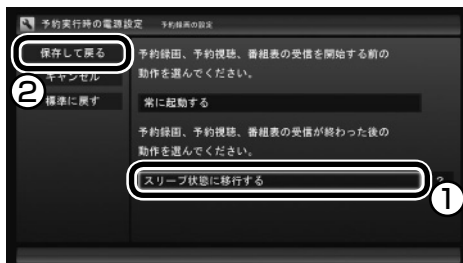 予約実行時の電源設定 予約録画の設定
保存して戻る
キャンセル
標準に戻す
予約録画、予約視聴、番組表の受信を開始する前の
動作を選んでください。
常に起動する
予約録画、予約視聴、番組表の受信が終わった後の
動作を選んでください。
スリープ状態に移行する
?
①
②